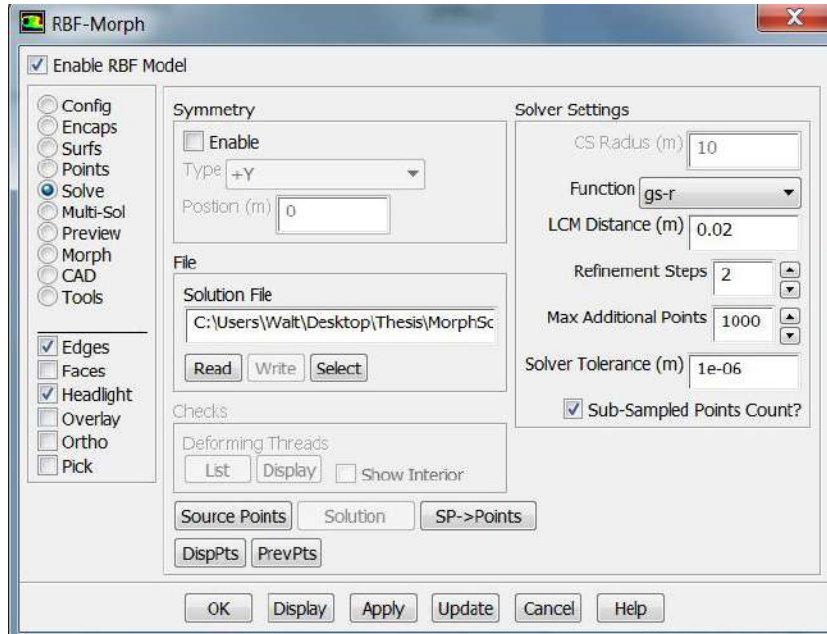 RBF-Morph
Enable RBF Model
Config
Encaps
Surfs
Points
Solve
Multi-Sol
Preview
Morph
CAD
Tools
Edges
Faces
Headlight
Overlay
Ortho
Pick
Symmetry
Enable
Type +Y
Postion (m) 0
File
Solution File
C:\Users\Walt\Desktop\Thesis\MorphSc
Read Write Select
Checks
Deforming Threads
List Display Show Interior
Source Points Solution SP->Points
DispPts PrevPts
Solver Settings
CS Radius (m) 10
Function gs-r
LCM Distance (m) 0.02
Refinement Steps 2
Max Additional Points 1000
Solver Tolerance (m) 1e-06
Sub-Sampled Points Count?
OK Display Apply Update Cancel Help